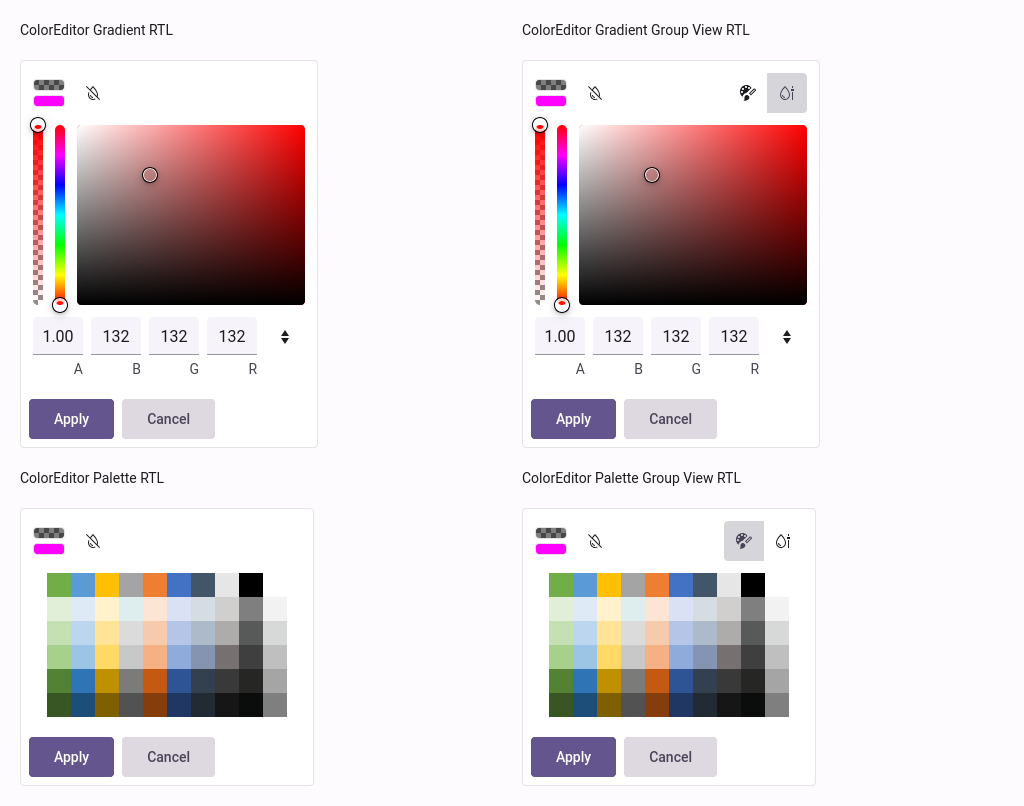 ColorEditor Gradient RTL
1.00 132 132 132
A B G R
Apply Cancel
ColorEditor Gradient Group View RTL
1.00 132 132 132
A B G R
Apply Cancel
ColorEditor Palette RTL
Apply Cancel
ColorEditor Palette Group View RTL
Apply Cancel